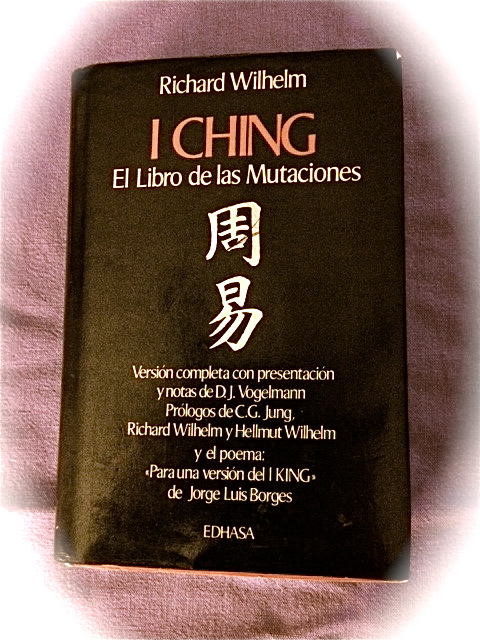 Richard Wilhelm
I CHING
El Libro de las Mutaciones
周
易
Versión completa con presentación
y notas de D. J. Vogelmann
Prólogos de C.G. Jung,
Richard Wilhelm y Hellmut Wilhelm
y el poema:
«Para una versión del I KING»
de Jorge Luis Borges
EDHASA